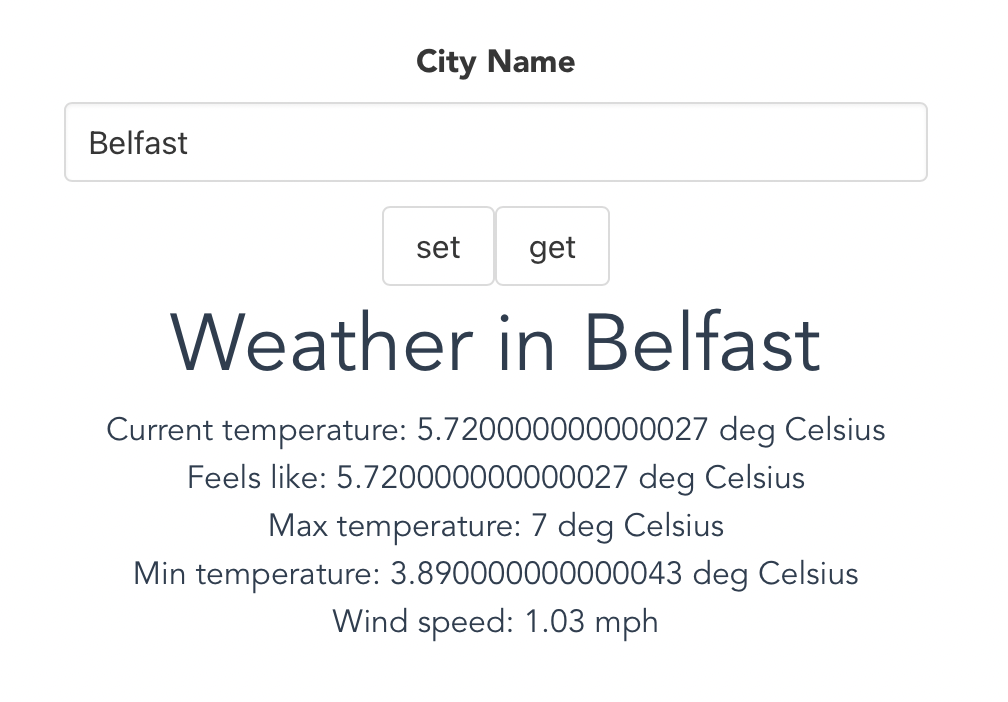 City Name
Belfast
set get
Weather in Belfast
Current temperature: 5.720000000000027 deg Celsius
Feels like: 5.720000000000027 deg Celsius
Max temperature: 7 deg Celsius
Min temperature: 3.890000000000043 deg Celsius
Wind speed: 1.03 mph